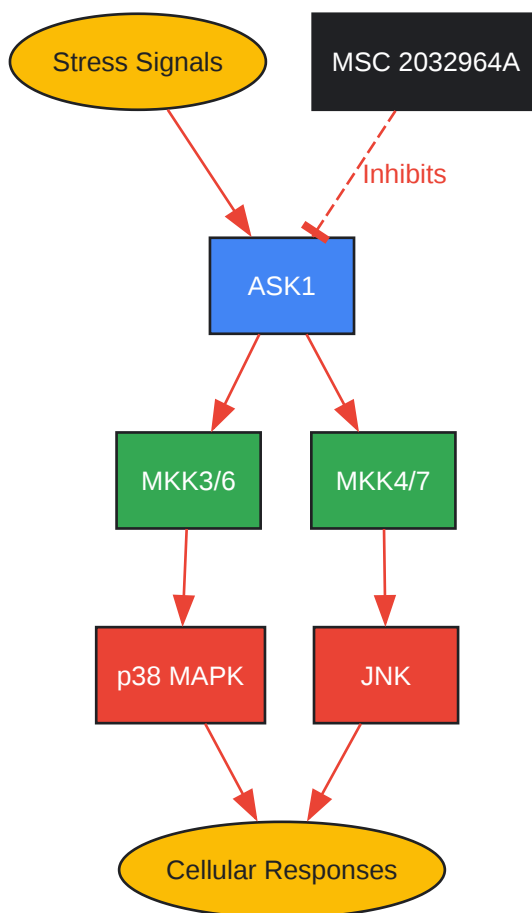 Stress Signals
MSC 2032964A
Inhibits
ASK1
MKK3/6
MKK4/7
p38 MAPK
JNK
Cellular Responses